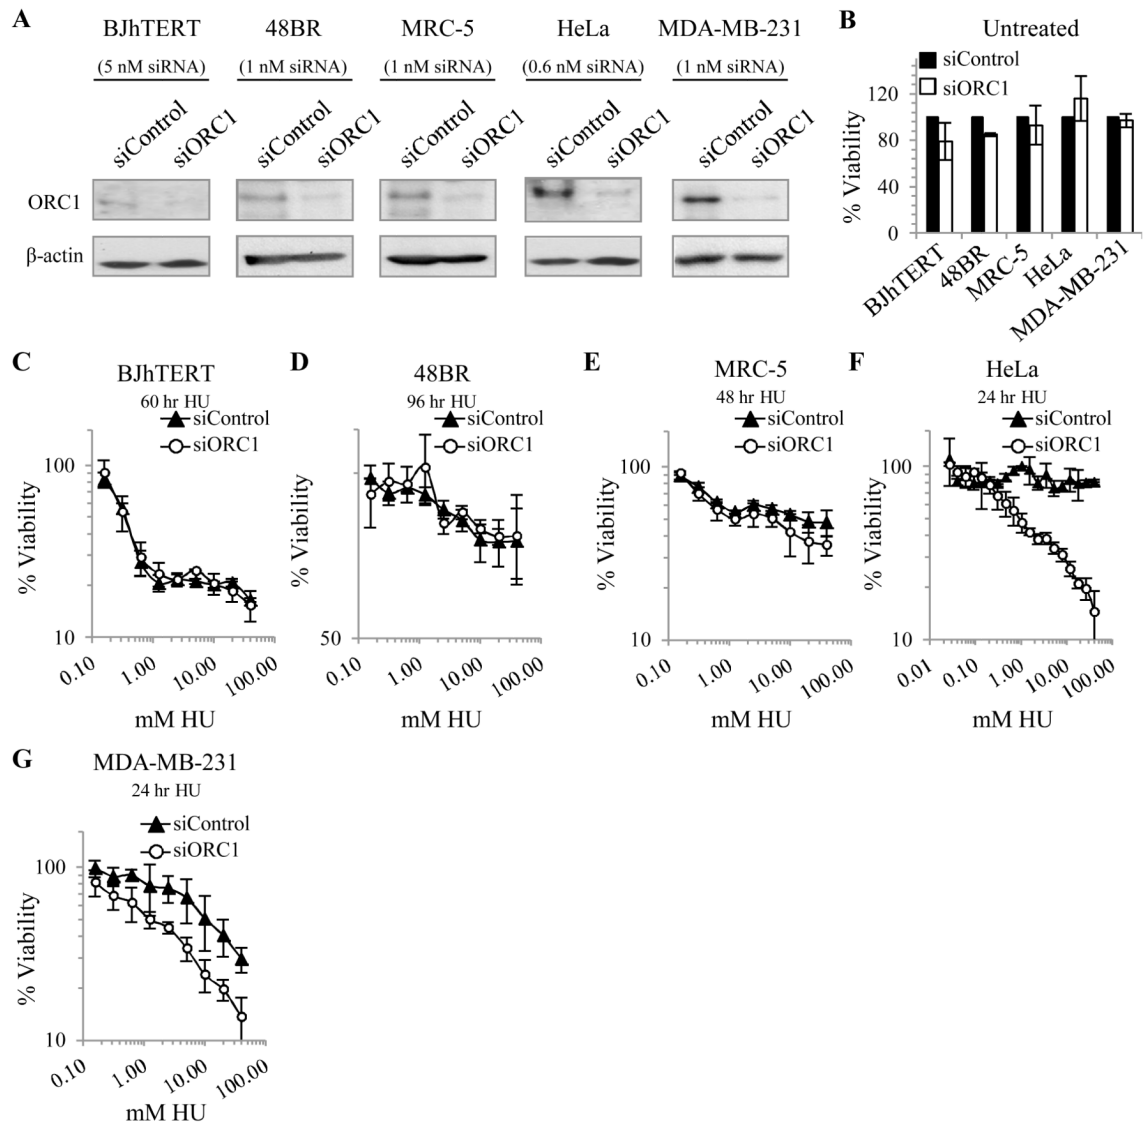 A
BJhTERT
48BR
MRC-5
HeLa
MDA-MB-231
(5 nM siRNA)
(1 nM siRNA)
(1 nM siRNA)
(0.6 nM siRNA)
(1 nM siRNA)
siControl
siORC1
siControl
siORC1
siControl
siORC1
siControl
siORC1
siControl
siORC1
ORC1
β-actin
B
Untreated
siControl
siORC1
% Viability
120
80
40
0
BJhTERT
48BR
MRC-5
HeLa
MDA-MB-231
C
BJhTERT
60 hr HU
siControl
siORC1
% Viability
100
10
0.10
1.00
10.00
100.00
mM HU
D
48BR
96 hr HU
siControl
siORC1
% Viability
50
0.10
1.00
10.00
100.00
mM HU
E
MRC-5
48 hr HU
siControl
siORC1
% Viability
100
10
0.10
1.00
10.00
100.00
mM HU
F
HeLa
24 hr HU
siControl
siORC1
% Viability
100
10
0.01
0.10
1.00
10.00
100.00
mM HU
G
MDA-MB-231
24 hr HU
siControl
siORC1
% Viability
100
10
0.10
1.00
10.00
100.00
mM HU